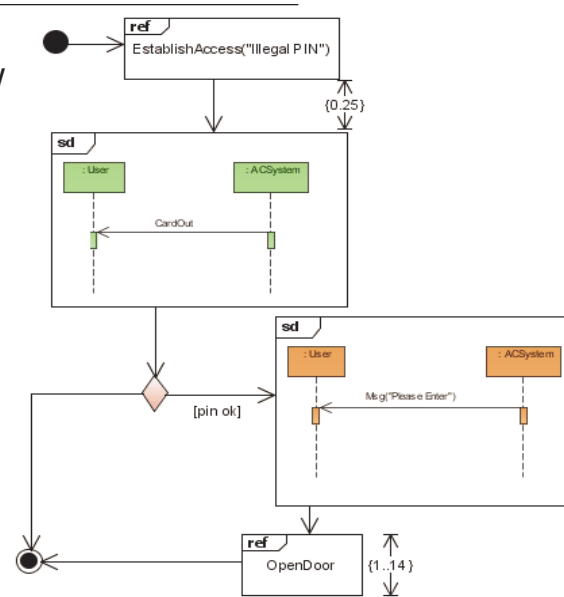 ref
EstablishAccess("Illegal PIN")
{0.25}
sd
: User
: ACSystem
CardOut
sd
: User
: ACSystem
Msg("Please Enter")
[pin ok]
ref
OpenDoor
{1..14}